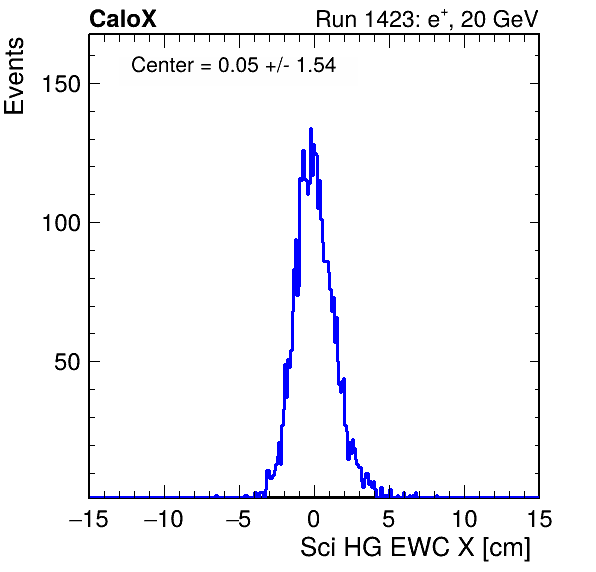 CaloX
Run 1423: e+, 20 GeV
Events
Center = 0.05 +/- 1.54
150
100
50
−15 −10 −5 0 5 10 15
Sci HG EWC X [cm]